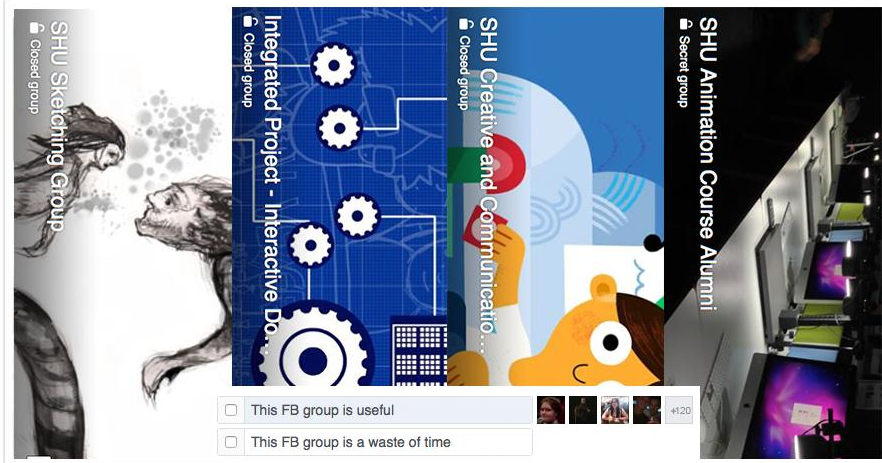 SHU Sketching Group
Closed group
Integrated Project - Interactive Do...
Closed group
SHU Creative and Communicatio...
Closed group
SHU Animation Course Alumni
Secret group
This FB group is useful
+120
This FB group is a waste of time